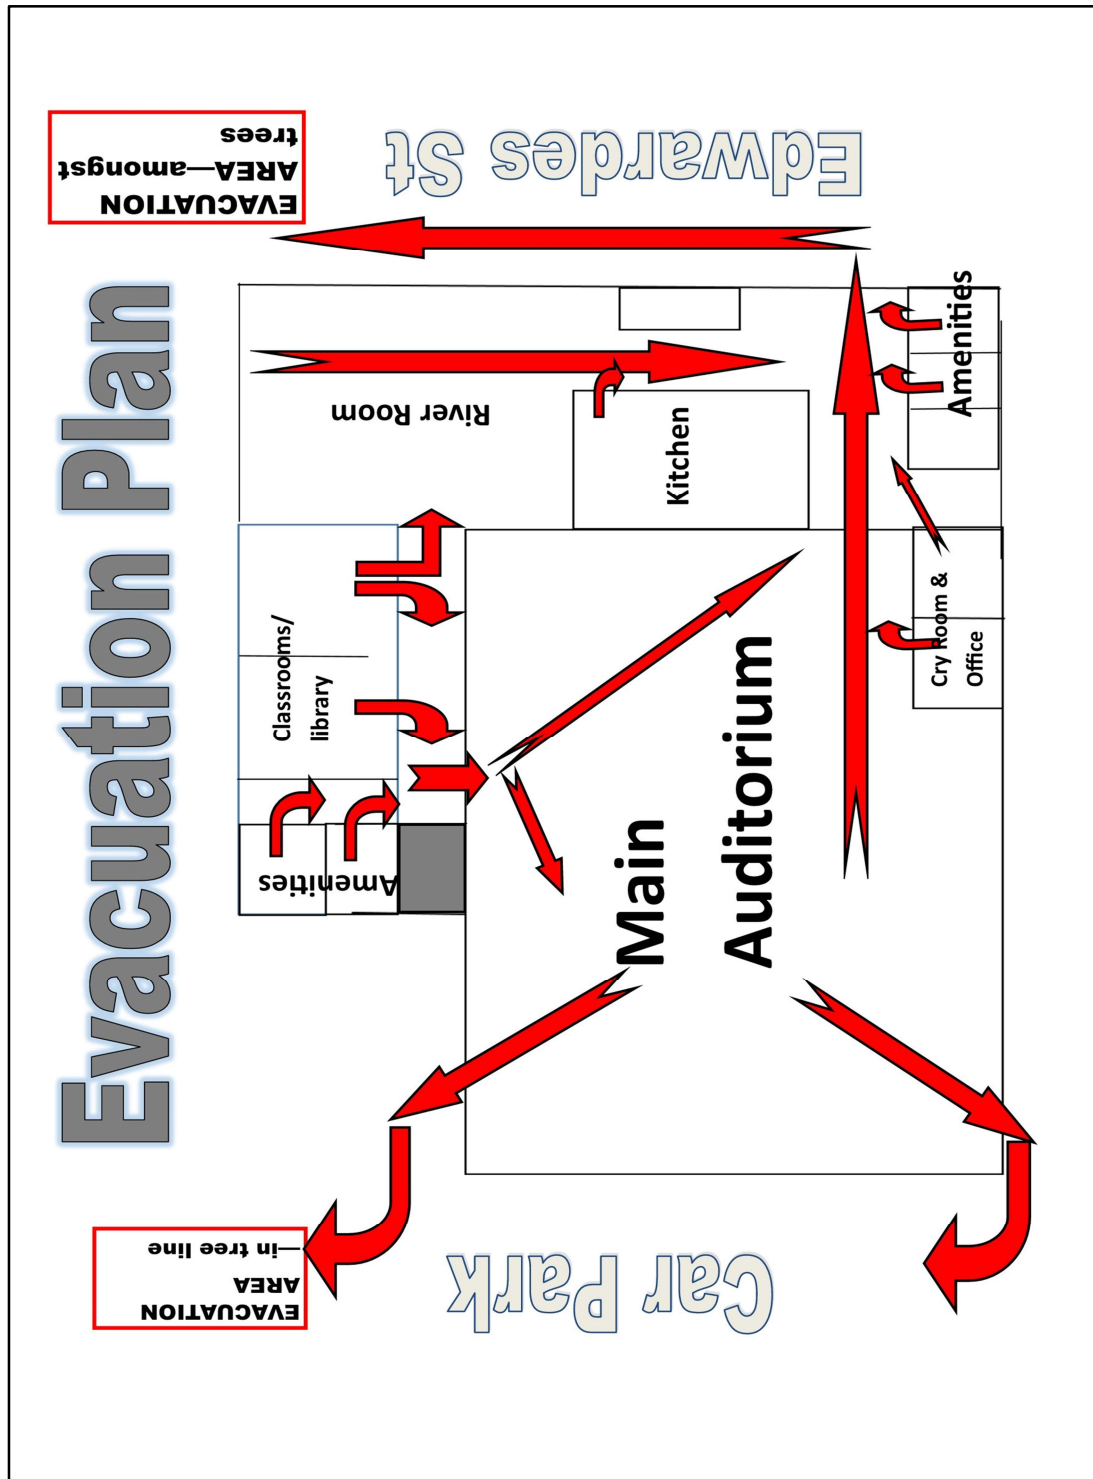 Evacuation Plan
EVACUATION
AREA—amongst
trees
Edwardes St
River Room
Kitchen
Amenities
Classrooms/
library
Cry Room &
Office
Amenities
Main
Auditorium
EVACUATION
AREA
—in tree line
Car Park